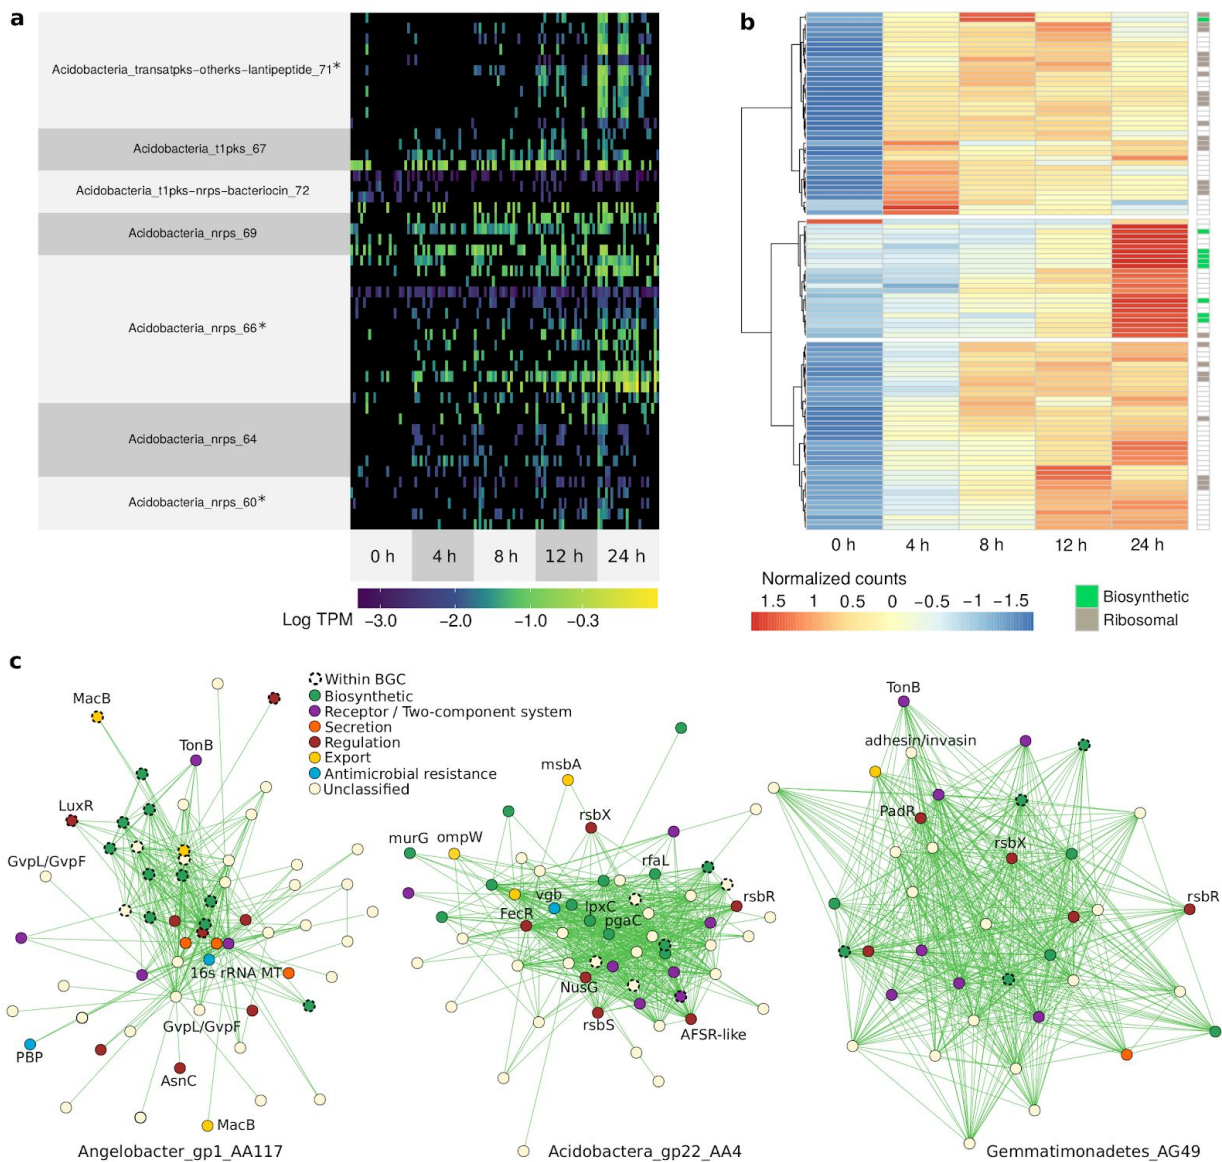 a
Acidobacteria_transatpks-otherks-lantipeptide_71*
Acidobacteria_t1pks_67
Acidobacteria_t1pks-nrps-bacteriocin_72
Acidobacteria_nrps_69
Acidobacteria_nrps_66*
Acidobacteria_nrps_64
Acidobacteria_nrps_60*
0 h 4 h 8 h 12 h 24 h
Log TPM −3.0 −2.0 −1.0 −0.3
b
0 h 4 h 8 h 12 h 24 h
Normalized counts
1.5 1 0.5 0 −0.5 −1 −1.5
Biosynthetic
Ribosomal
c
Within BGC
Biosynthetic
Receptor / Two-component system
Secretion
Regulation
Export
Antimicrobial resistance
Unclassified
MacB
TonB
LuxR
GvpL/GvpF
16s rRNA MT
GvpL/GvpF
PBP
AsnC
MacB
Angelobacter_gp1_AA117
msbA
rsbX
murG ompW
rfaL
vgb
lpxC
rsbR
FecR
pgaC
NusG
rsbS
AFSR-like
Acidobactera_gp22_AA4
TonB
adhesin/invasin
PadR
rsbX
rsbR
Gemmatimonadetes_AG49